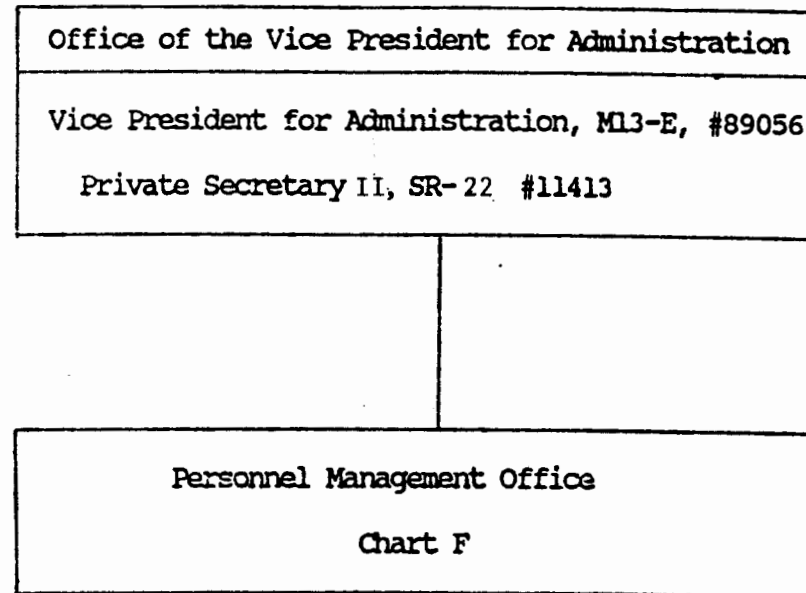 Office of the Vice President for Administration
Vice President for Administration, M13-E, #89056
Private Secretary II, SR-22 #11413
Personnel Management Office
Chart F